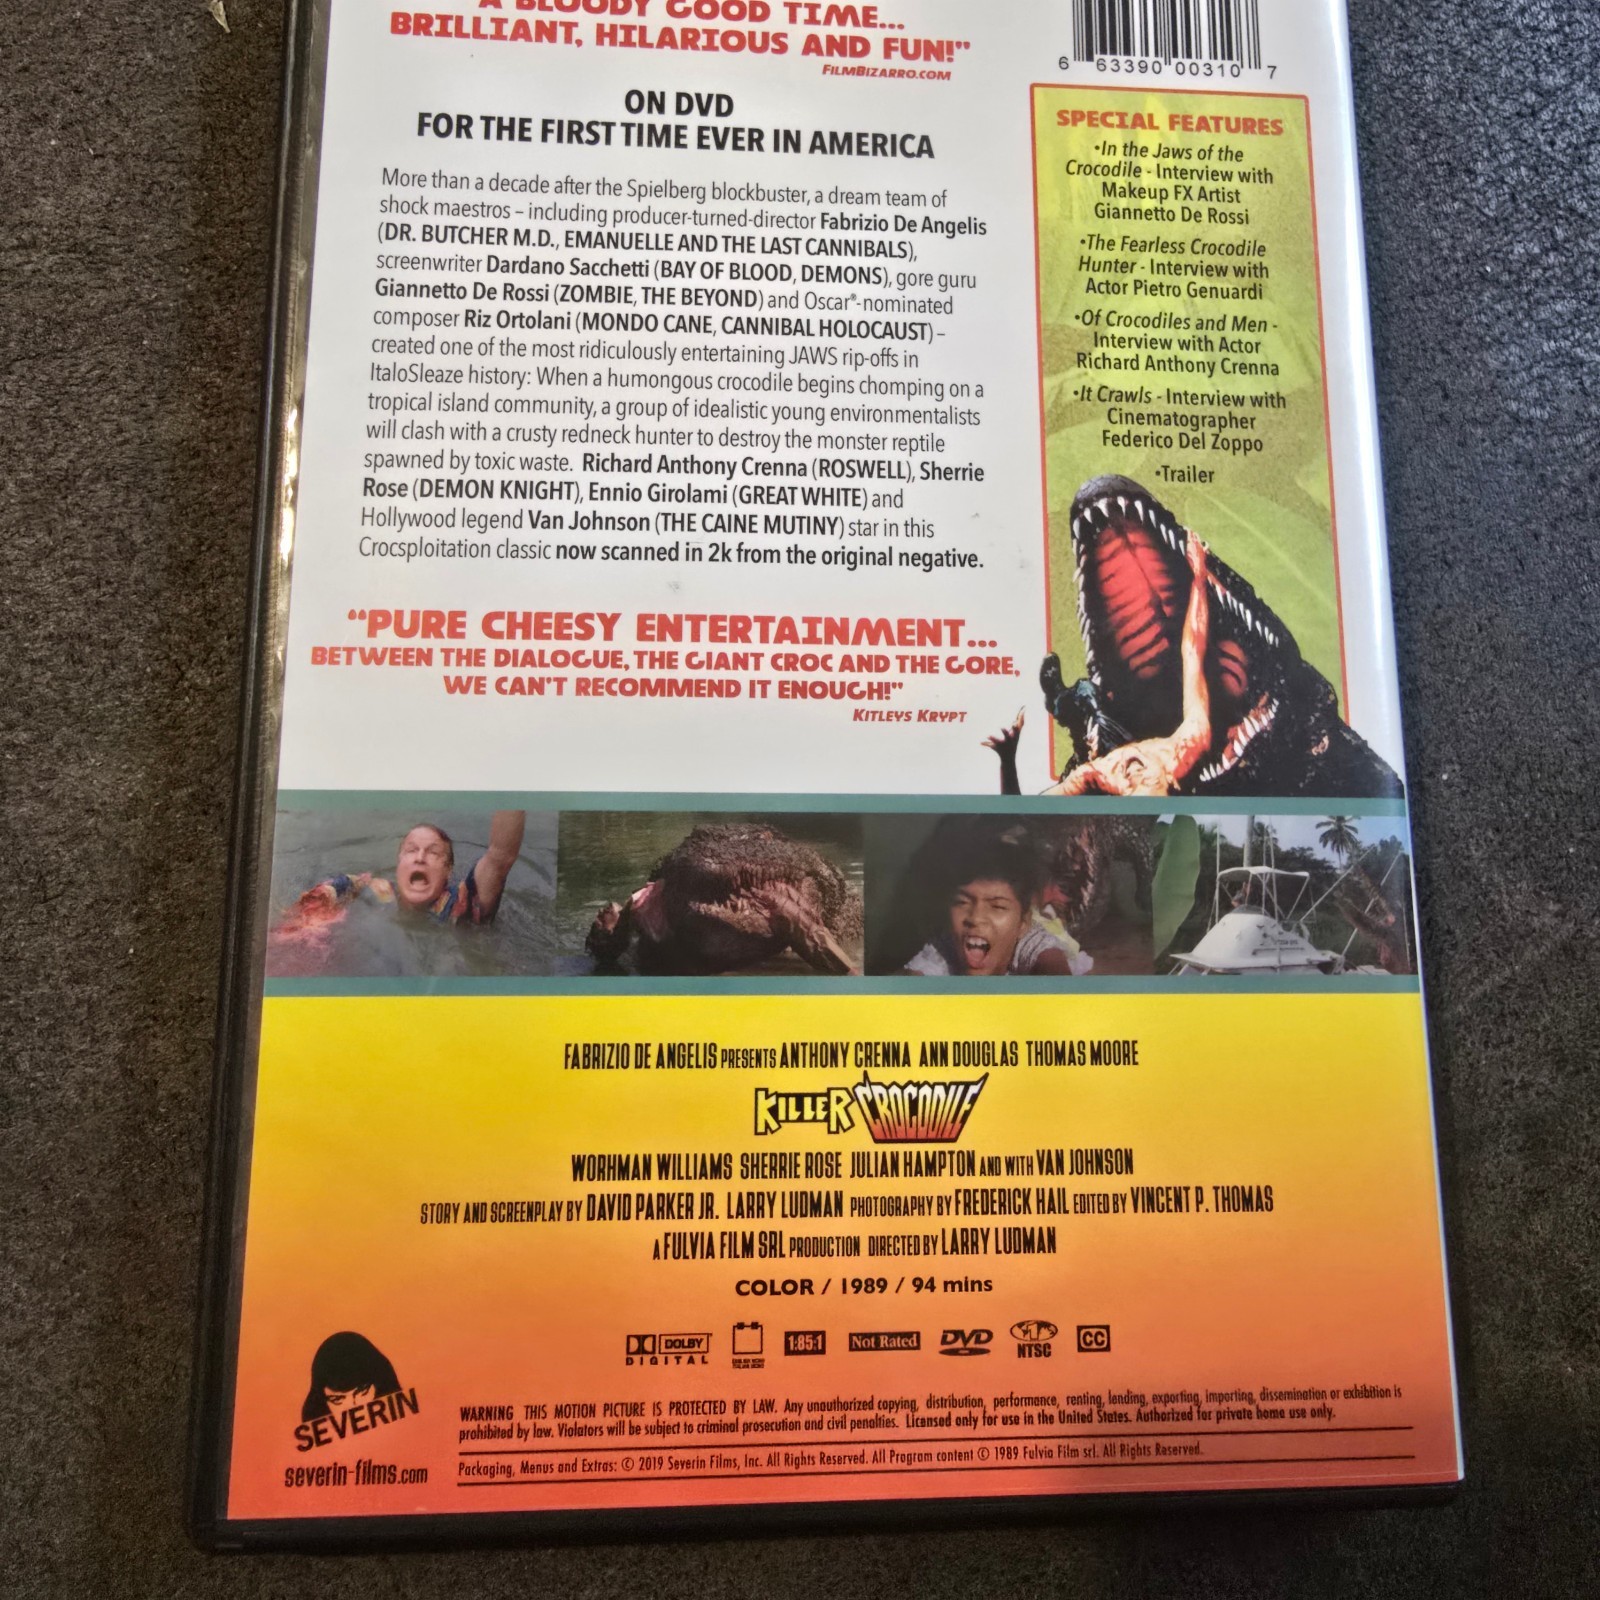 "A BLOODY GOOD TIME...
BRILLIANT, HILARIOUS AND FUN!"
FILMBIZARRO.COM
6 63390 00310 7
ON DVD
FOR THE FIRST TIME EVER IN AMERICA
More than a decade after the Spielberg blockbuster, a dream team of
shock maestros – including producer-turned-director Fabrizio De Angelis
(DR. BUTCHER M.D., EMANUELLE AND THE LAST CANNIBALS),
screenwriter Dardano Sacchetti (BAY OF BLOOD, DEMONS), gore guru
Giannetto De Rossi (ZOMBIE, THE BEYOND) and Oscar®-nominated
composer Riz Ortolani (MONDO CANE, CANNIBAL HOLOCAUST) –
created one of the most ridiculously entertaining JAWS rip-offs in
ItaloSleaze history: When a humongous crocodile begins chomping on a
tropical island community, a group of idealistic young environmentalists
will clash with a crusty redneck hunter to destroy the monster reptile
spawned by toxic waste. Richard Anthony Crenna (ROSWELL), Sherrie
Rose (DEMON KNIGHT), Ennio Girolami (GREAT WHITE) and
Hollywood legend Van Johnson (THE CAINE MUTINY) star in this
Crocsploitation classic now scanned in 2k from the original negative.
"PURE CHEESY ENTERTAINMENT...
BETWEEN THE DIALOGUE, THE GIANT CROC AND THE GORE,
WE CAN'T RECOMMEND IT ENOUGH!"
KITLEYS KRYPT
SPECIAL FEATURES
•In the Jaws of the
Crocodile - Interview with
Makeup FX Artist
Giannetto De Rossi
•The Fearless Crocodile
Hunter - Interview with
Actor Pietro Genuardi
•Of Crocodiles and Men -
Interview with Actor
Richard Anthony Crenna
•It Crawls - Interview with
Cinematographer
Federico Del Zoppo
•Trailer
FABRIZIO DE ANGELIS PRESENTS ANTHONY CRENNA ANN DOUGLAS THOMAS MOORE
KILLER CROCODILE
WORHMAN WILLIAMS SHERRIE ROSE JULIAN HAMPTON AND WITH VAN JOHNSON
STORY AND SCREENPLAY BY DAVID PARKER JR. LARRY LUDMAN PHOTOGRAPHY BY FREDERICK HAIL EDITED BY VINCENT P. THOMAS
A FULVIA FILM SRL PRODUCTION DIRECTED BY LARRY LUDMAN
COLOR / 1989 / 94 mins
DOLBY DIGITAL 1:85:1 Not Rated DVD 1 NTSC CC
SEVERIN
severin-films.com
WARNING THIS MOTION PICTURE IS PROTECTED BY LAW. Any unauthorized copying, distribution, performance, renting, lending, exporting, importing, dissemination or exhibition is
prohibited by law. Violators will be subject to criminal prosecution and civil penalties. Licensed only for use in the United States. Authorized for private home use only.
Packaging, Menus and Extras: © 2019 Severin Films, Inc. All Rights Reserved. All Program content © 1989 Fulvia Film srl. All Rights Reserved.